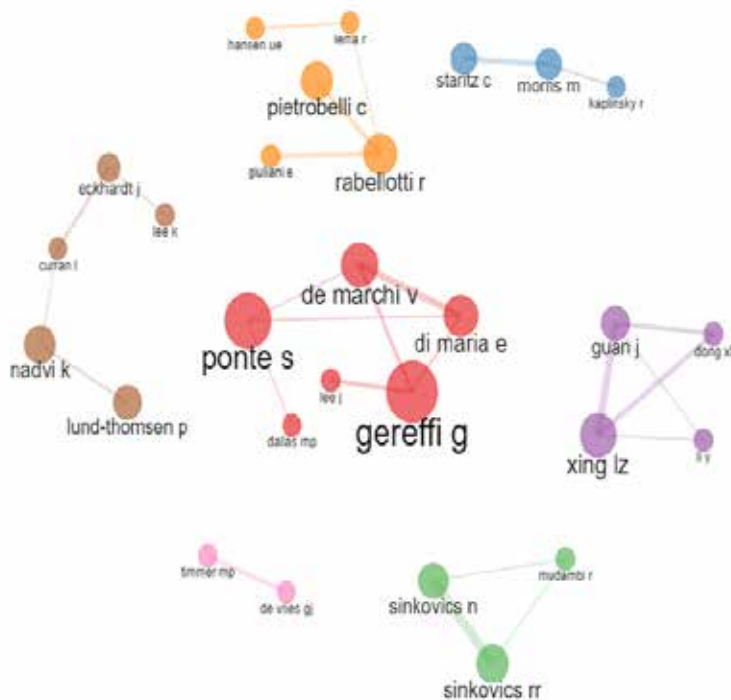 hansen ue
lema r
pietrobelli c
giuliani e
rabellotti r
staritz c
morris m
kaplinsky r
eckhardt j
lee k
curran l
nadvi k
lund-thomsen p
de marchi v
di maria e
ponte s
lee j
gereffi g
dallas mp
guan j
dong xl
xing lz
li y
timmer mp
de vries gj
mudambi r
sinkovics n
sinkovics rr